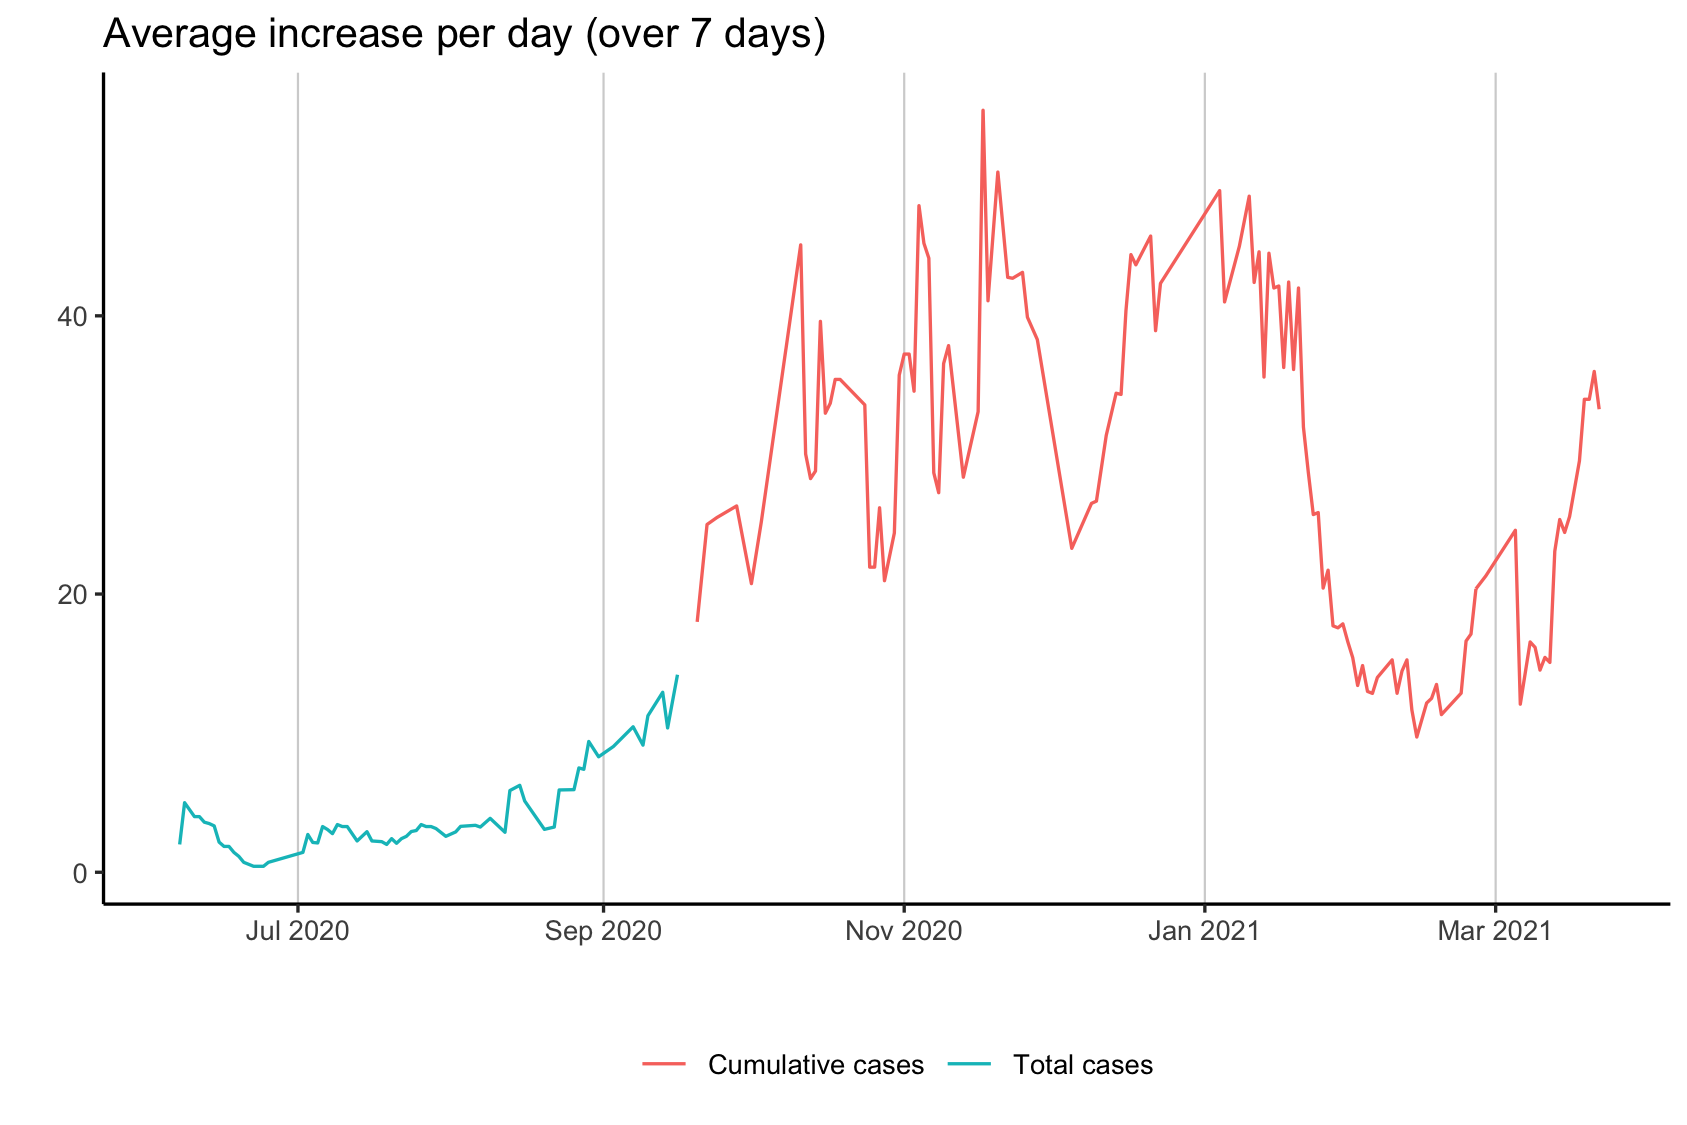 Average increase per day (over 7 days)
40
20
0
Jul 2020 Sep 2020 Nov 2020 Jan 2021 Mar 2021
Cumulative cases Total cases